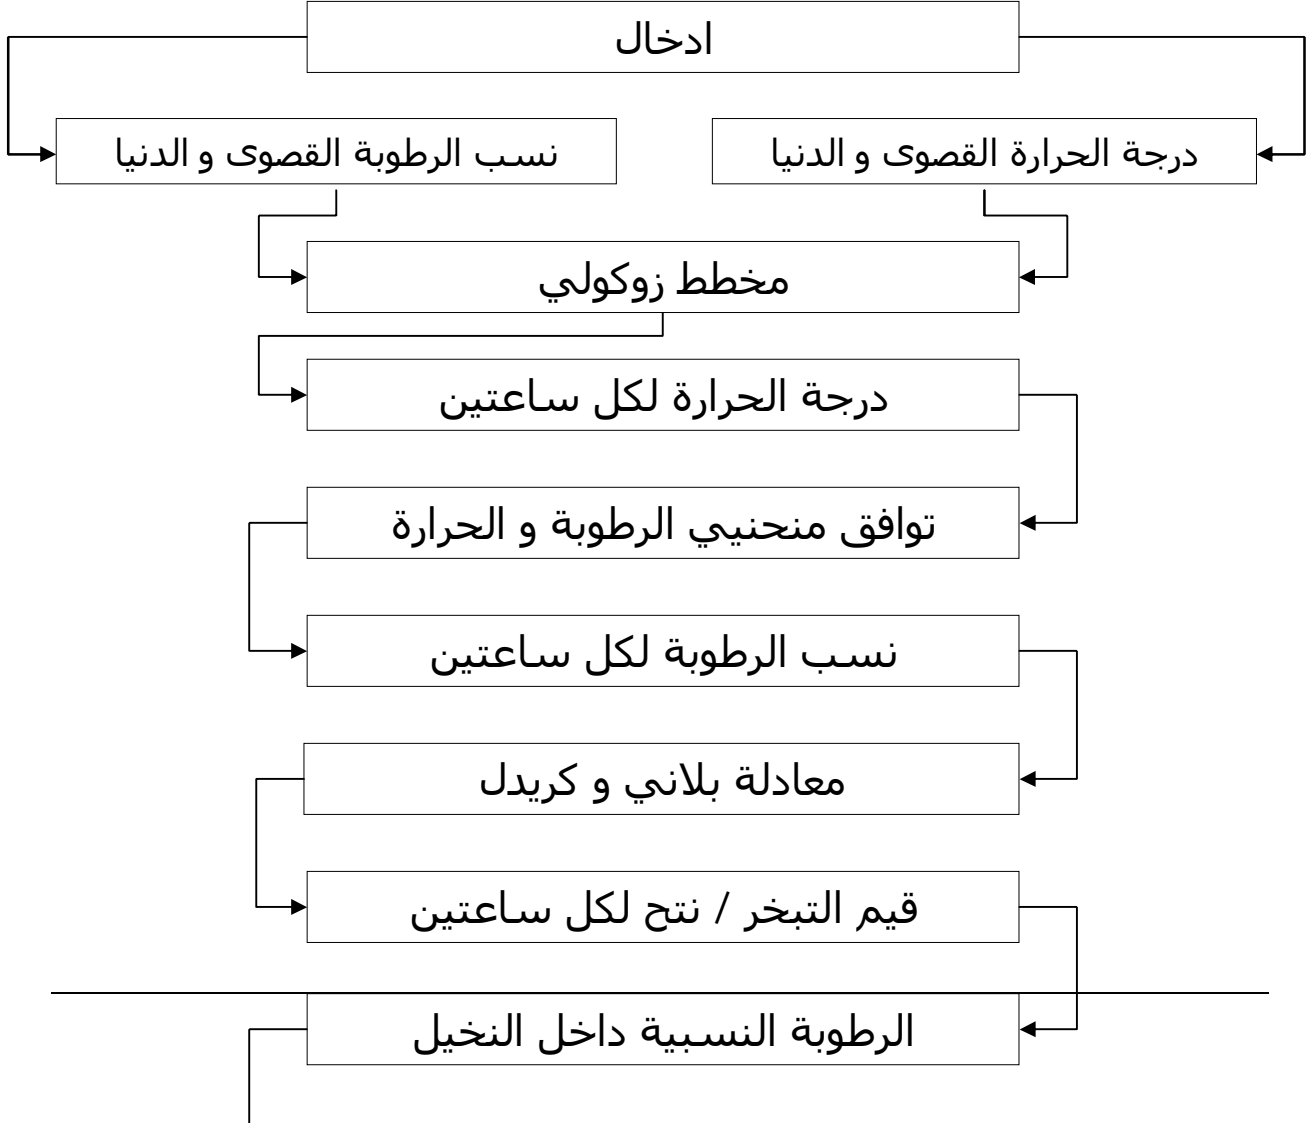 ادخال
درجة الحرارة القصوى و الدنيا
نسب الرطوبة القصوى و الدنيا
مخطط زوكولي
درجة الحرارة لكل ساعتين
توافق منحنيي الرطوبة و الحرارة
نسب الرطوبة لكل ساعتين
معادلة بلاني و كريدل
قيم التبخر / نتح لكل ساعتين
الرطوبة النسبية داخل النخيل